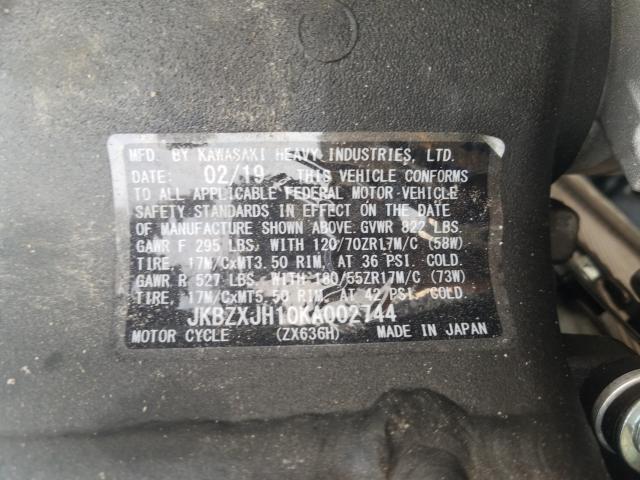 MFD. BY KAWASAKI HEAVY INDUSTRIES, LTD.
DATE: 02/19 THIS VEHICLE CONFORMS
TO ALL APPLICABLE FEDERAL MOTOR-VEHICLE
SAFETY STANDARDS IN EFFECT ON THE DATE
OF MANUFACTURE SHOWN ABOVE.GVWR 822 LBS.
GAWR F 295 LBS. WITH 120/70ZR17M/C (58W)
TIRE, 17M/CxMT3.50 RIM, AT 36 PSI. COLD.
GAWR R 527 LBS. WITH 180/55ZR17M/C (73W)
TIRE, 17M/CxMT5.50 RIM, AT 42 PSI. COLD.
JKBZXJH10KA002744
MOTOR CYCLE (ZX636H) MADE IN JAPAN